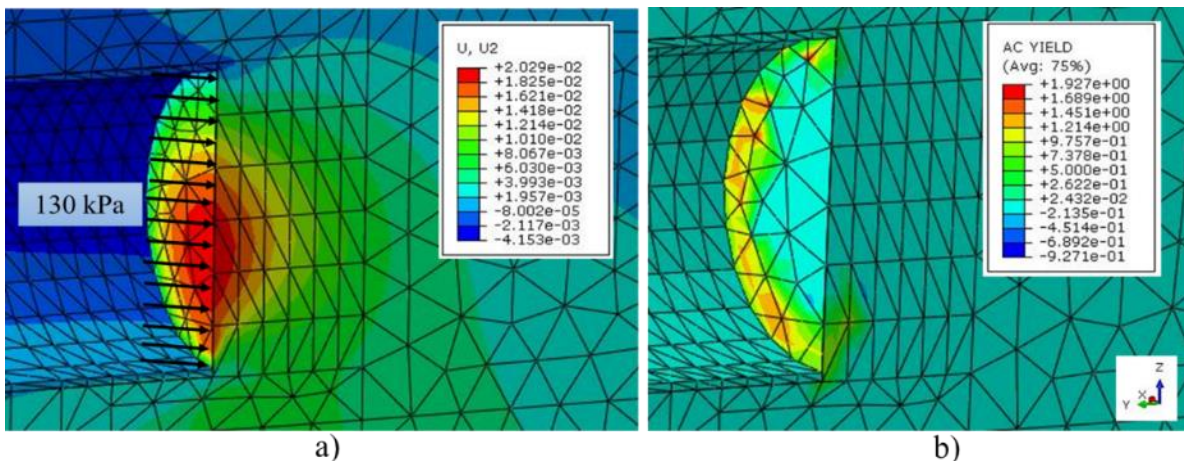 130 kPa
U, U2
+2.029e-02
+1.825e-02
+1.621e-02
+1.418e-02
+1.214e-02
+1.010e-02
+8.067e-03
+6.030e-03
+3.993e-03
+1.957e-03
-8.002e-05
-2.117e-03
-4.153e-03
a)
AC YIELD
(Avg: 75%)
+1.927e+00
+1.689e+00
+1.451e+00
+1.214e+00
+9.757e-01
+7.378e-01
+5.000e-01
+2.622e-01
+2.432e-02
-2.135e-01
-4.514e-01
-6.892e-01
-9.271e-01
Z
X
Y
b)